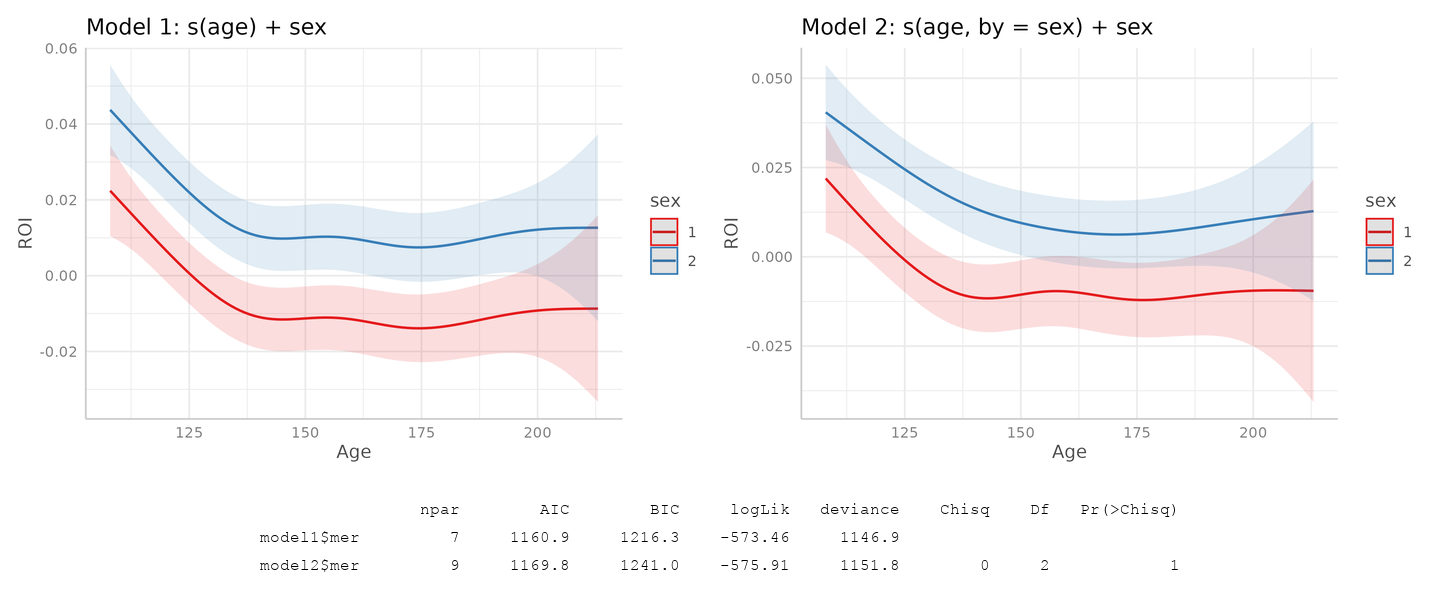 Model 1: s(age) + sex
0.06
0.04
0.02
0.00
-0.02
ROI
125 150 175 200
Age
sex
1
2
Model 2: s(age, by = sex) + sex
0.050
0.025
0.000
-0.025
ROI
125 150 175 200
Age
sex
1
2
npar AIC BIC logLik deviance Chisq Df Pr(>Chisq)
model1$mer 7 1160.9 1216.3 -573.46 1146.9
model2$mer 9 1169.8 1241.0 -575.91 1151.8 0 2 1